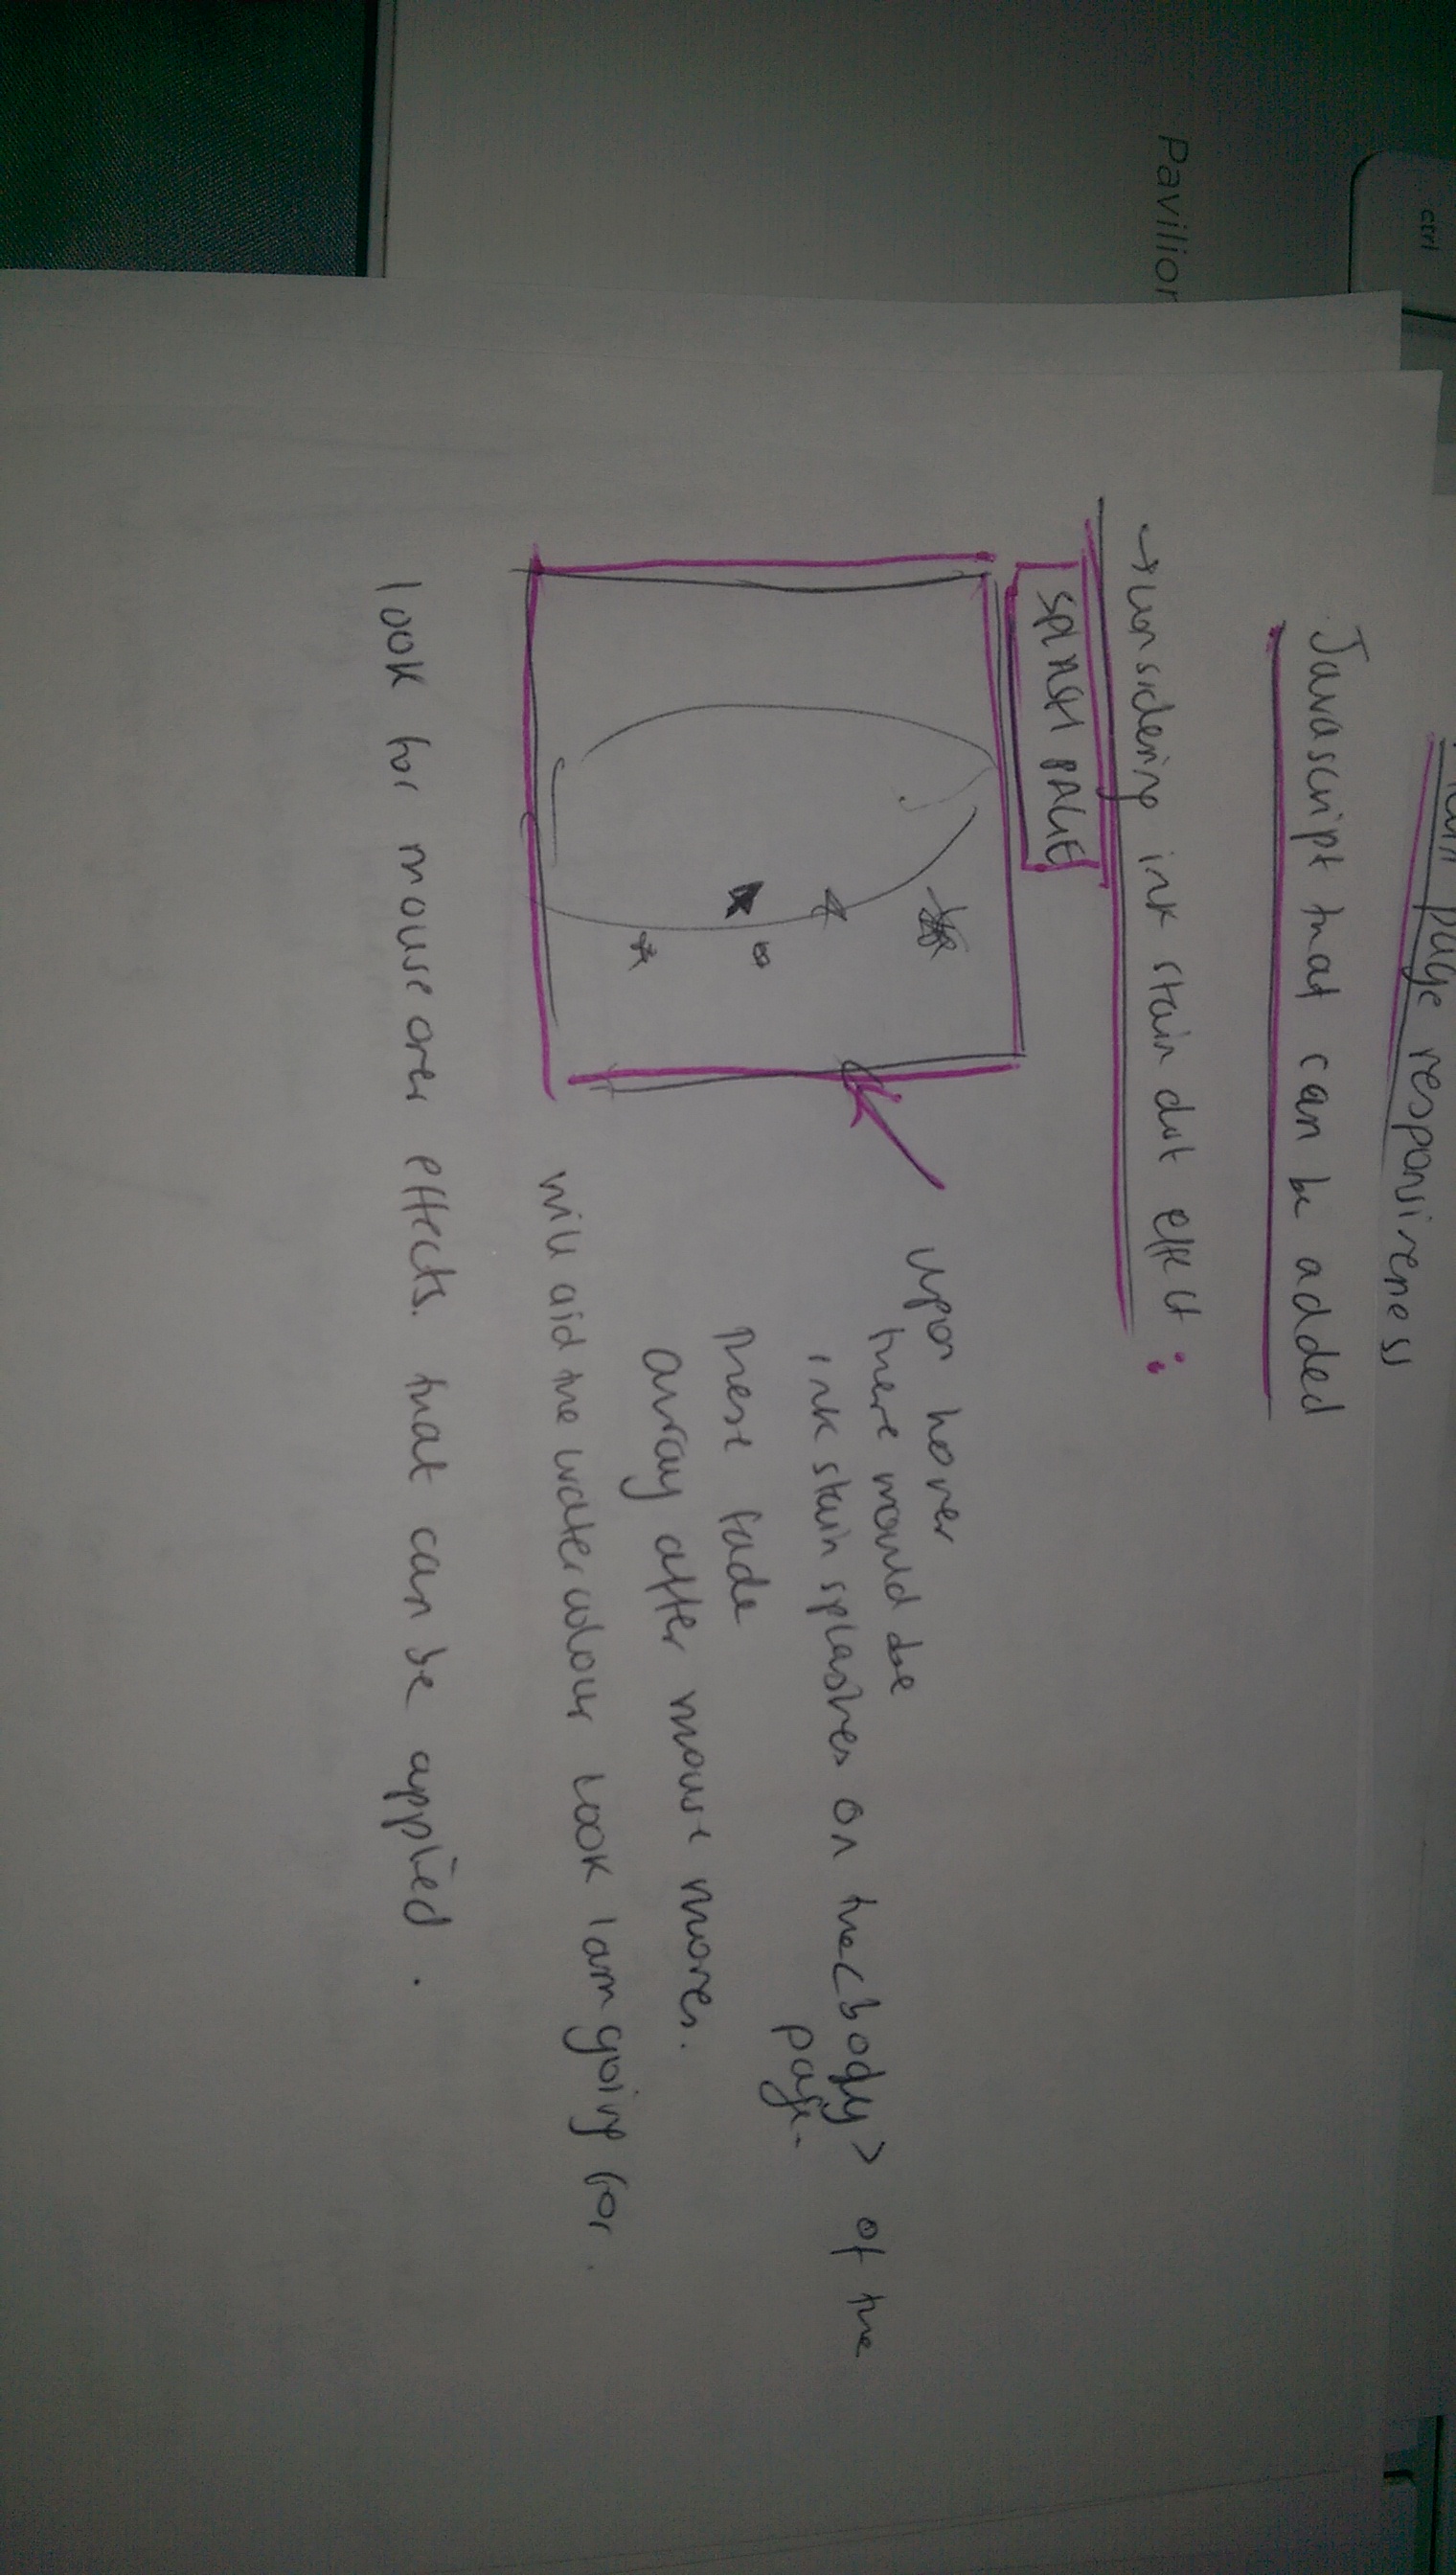 Pavilion
ctrl
page responsiveness
Javascript that can be added
→ considering ink stain dot effect :
SPLASH PAGE
upon hover
there would be
ink stain splashes on the <body> of the
page.
These fade
away after mouse moves.
will aid the watercolour look I am going for.
look for mouse over effects. that can be applied.